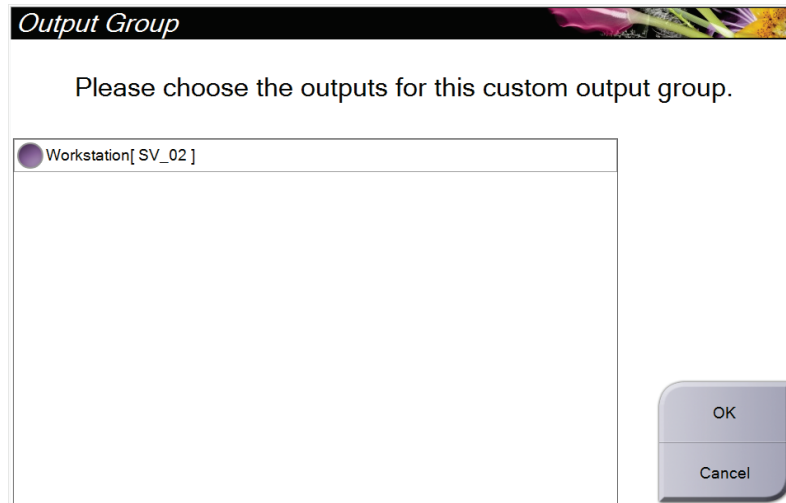 Output Group
Please choose the outputs for this custom output group.
Workstation[ SV_02 ]
OK
Cancel